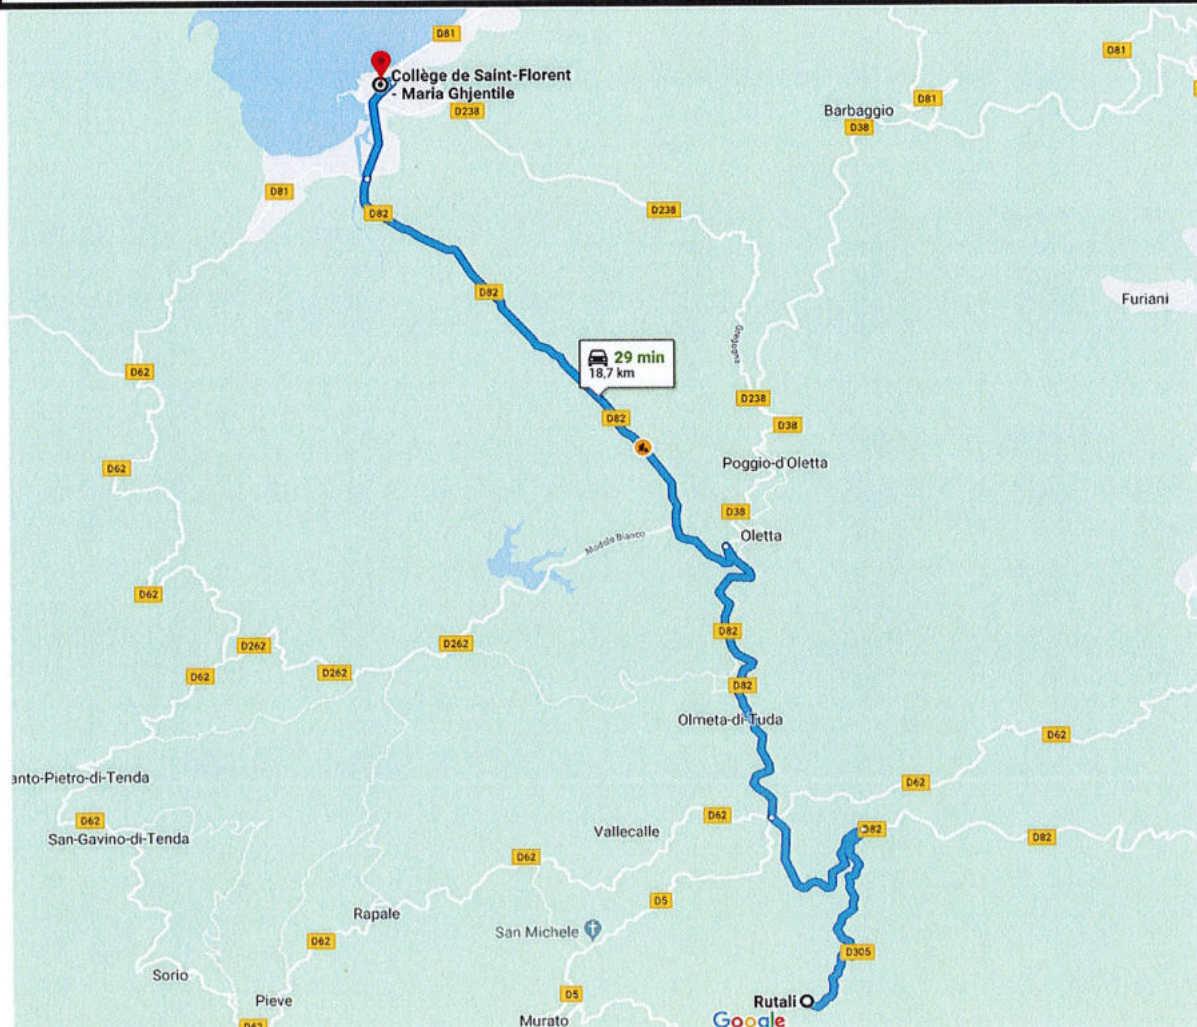 D81
D81
Collège de Saint-Florent
- Maria Ghjentile
D81
D238
Barbaggio
D38
D81
D238
D82
D82
Furiani
29 min
18,7 km
D62
D238
D82
D38
D62
Poggio-d'Oletta
D38
Oletta
D62
D82
D262
D262
D262
D62
D82
Olmeta-di-Tuda
D62
anto-Pietro-di-Tenda
D62
D62
D62
Vallecalle
D82
D82
San-Gavino-di-Tenda
D62
D5
Rapale
San Michele
D62
D305
Sorio
D5
Pieve
Rutali
Murato
Google
D62